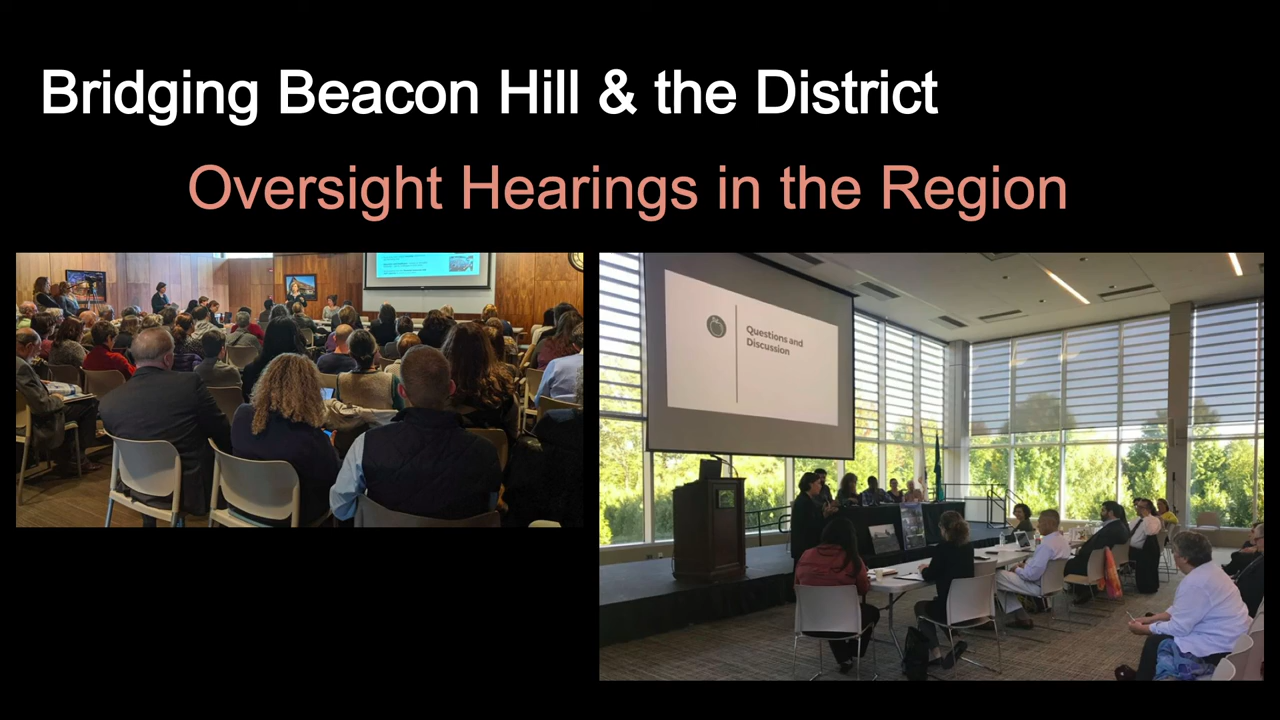 Bridging Beacon Hill & the District
Oversight Hearings in the Region
Questions and
Discussion